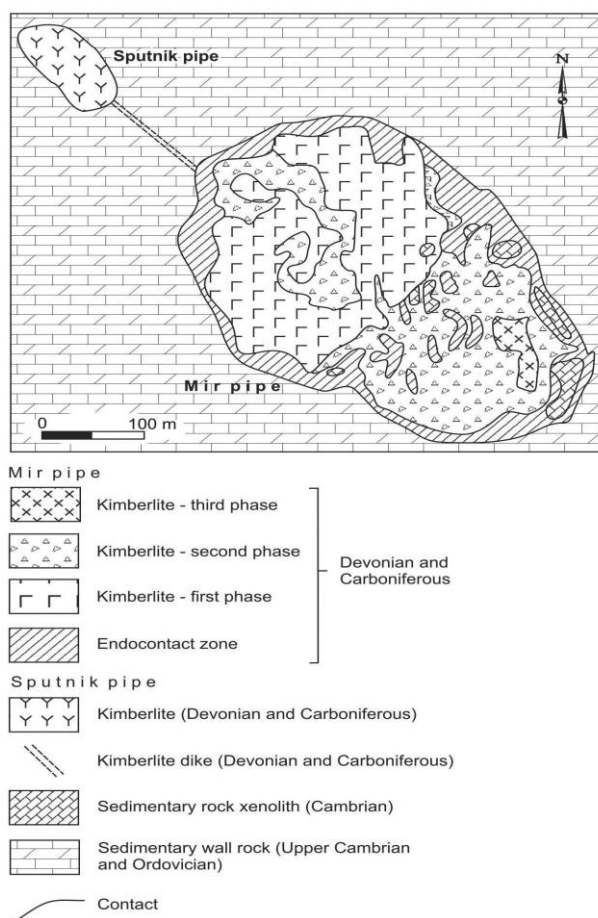 Sputnik pipe
N
Mir pipe
0 100 m
Mir pipe
Kimberlite - third phase
Kimberlite - second phase
Kimberlite - first phase
Endocontact zone
Devonian and
Carboniferous
Sputnik pipe
Kimberlite (Devonian and Carboniferous)
Kimberlite dike (Devonian and Carboniferous)
Sedimentary rock xenolith (Cambrian)
Sedimentary wall rock (Upper Cambrian
and Ordovician)
Contact